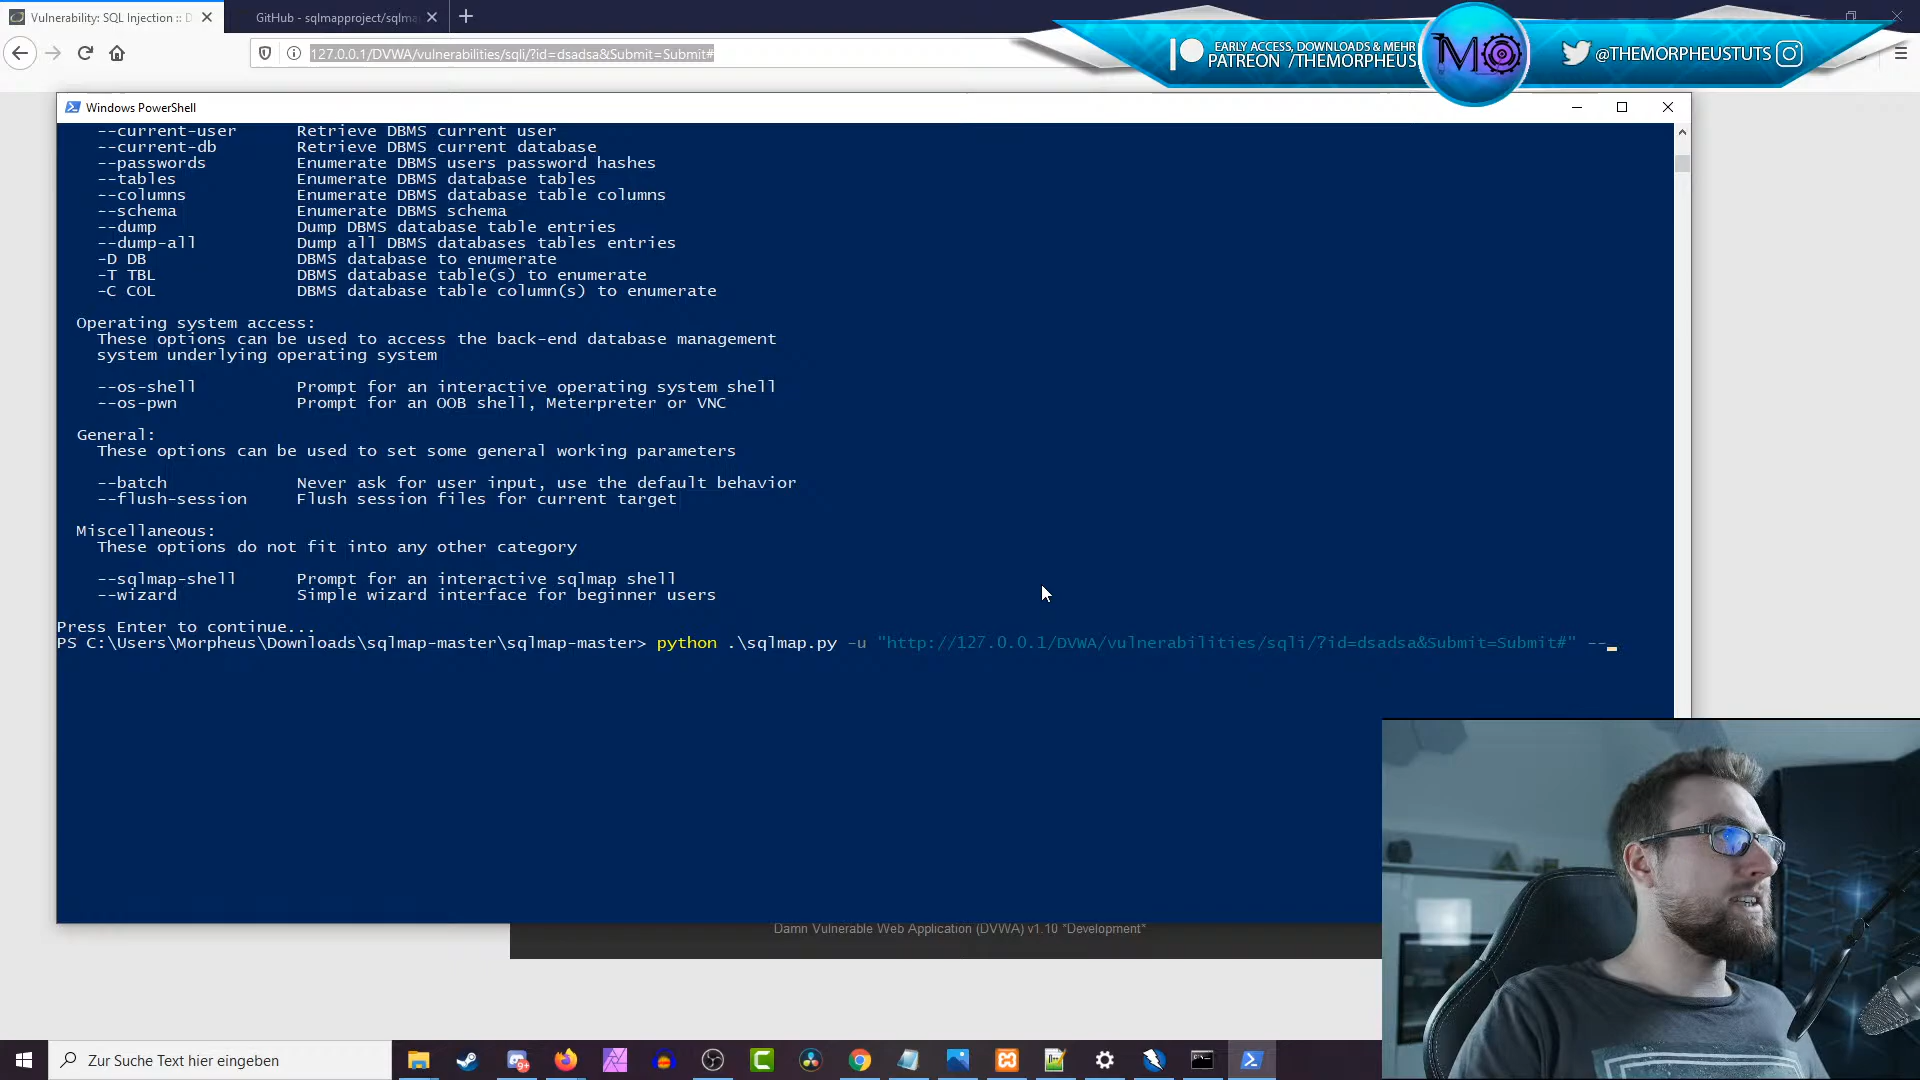 Vulnerability: SQL Injection :: D
GitHub - sqlmapproject/sqlma
127.0.0.1/DVWA/vulnerabilities/sqli/?id=dsadsa&Submit=Submit#
EARLY ACCESS, DOWNLOADS & MEHR
PATREON /THEMORPHEUS
MO
@THEMORPHEUSTUTS
Windows PowerShell
--current-user Retrieve DBMS current user
--current-db Retrieve DBMS current database
--passwords Enumerate DBMS users password hashes
--tables Enumerate DBMS database tables
--columns Enumerate DBMS database table columns
--schema Enumerate DBMS schema
--dump Dump DBMS database table entries
--dump-all Dump all DBMS databases tables entries
-D DB DBMS database to enumerate
-T TBL DBMS database table(s) to enumerate
-C COL DBMS database table column(s) to enumerate
Operating system access:
These options can be used to access the back-end database management
system underlying operating system
--os-shell Prompt for an interactive operating system shell
--os-pwn Prompt for an OOB shell, Meterpreter or VNC
General:
These options can be used to set some general working parameters
--batch Never ask for user input, use the default behavior
--flush-session Flush session files for current target
Miscellaneous:
These options do not fit into any other category
--sqlmap-shell Prompt for an interactive sqlmap shell
--wizard Simple wizard interface for beginner users
Press Enter to continue...
PS C:\Users\Morpheus\Downloads\sqlmap-master\sqlmap-master> python .\sqlmap.py -u "http://127.0.0.1/DVWA/vulnerabilities/sqli/?id=dsadsa&Submit=Submit#" --
Damn Vulnerable Web Application (DVWA) v1.10 *Development*
Zur Suche Text hier eingeben